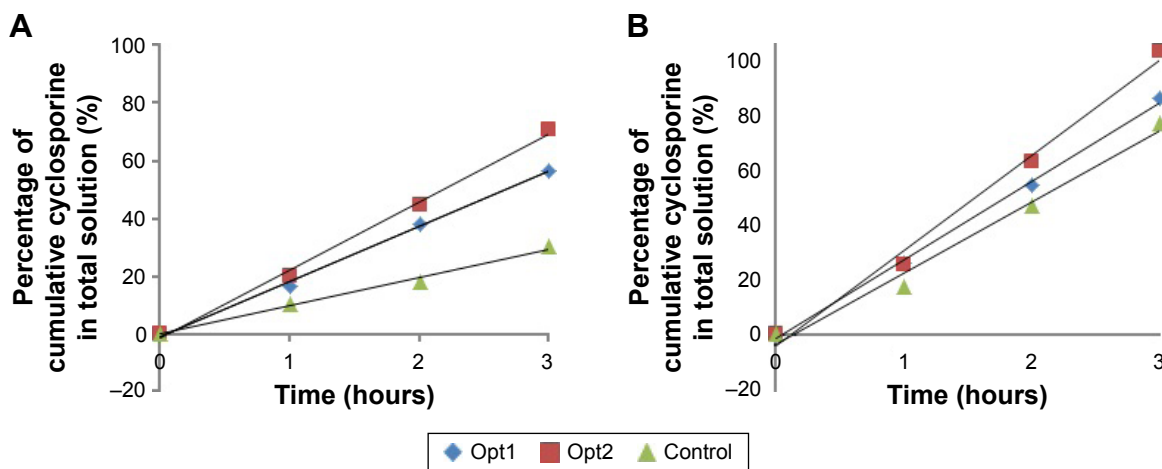 A
Percentage of
cumulative cyclosporine
in total solution (%)
100
80
60
40
20
0
–20
0
1
2
3
Time (hours)
B
Percentage of
cumulative cyclosporine
in total solution (%)
100
80
60
40
20
0
–20
0
1
2
3
Time (hours)
Opt1 Opt2 Control